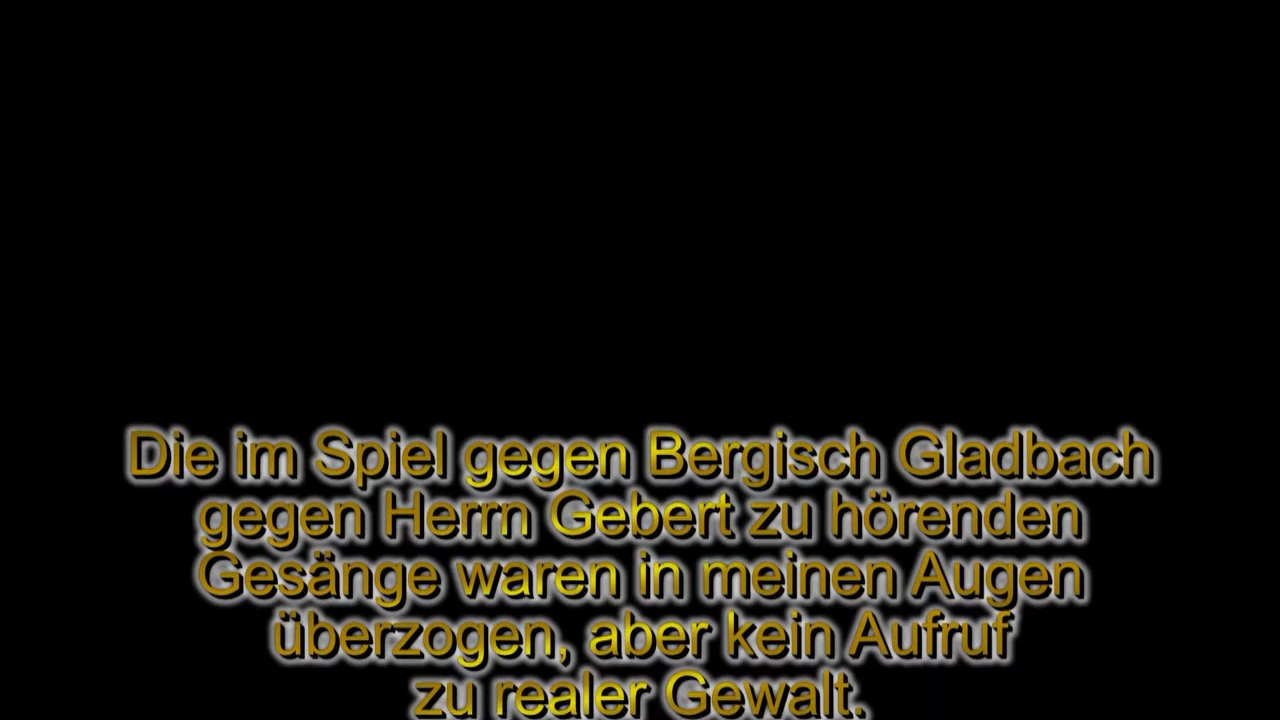 Die im Spiel gegen Bergisch Gladbach
gegen Herrn Gebert zu hörenden
Gesänge waren in meinen Augen
überzogen, aber kein Aufruf
zu realer Gewalt.